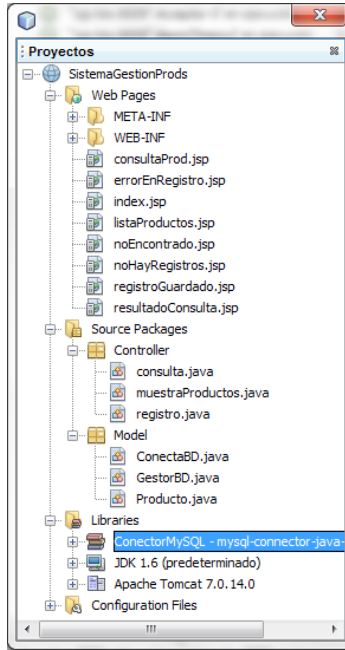 Proyectos
SistemaGestionProds
Web Pages
META-INF
WEB-INF
consultaProd.jsp
errorEnRegistro.jsp
index.jsp
listaProductos.jsp
noEncontrado.jsp
noHayRegistros.jsp
registroGuardado.jsp
resultadoConsulta.jsp
Source Packages
Controller
consulta.java
muestraProductos.java
registro.java
Model
ConectaBD.java
GestorBD.java
Producto.java
Libraries
ConectorMySQL - mysql-connector-java-
JDK 1.6 (predeterminado)
Apache Tomcat 7.0.14.0
Configuration Files